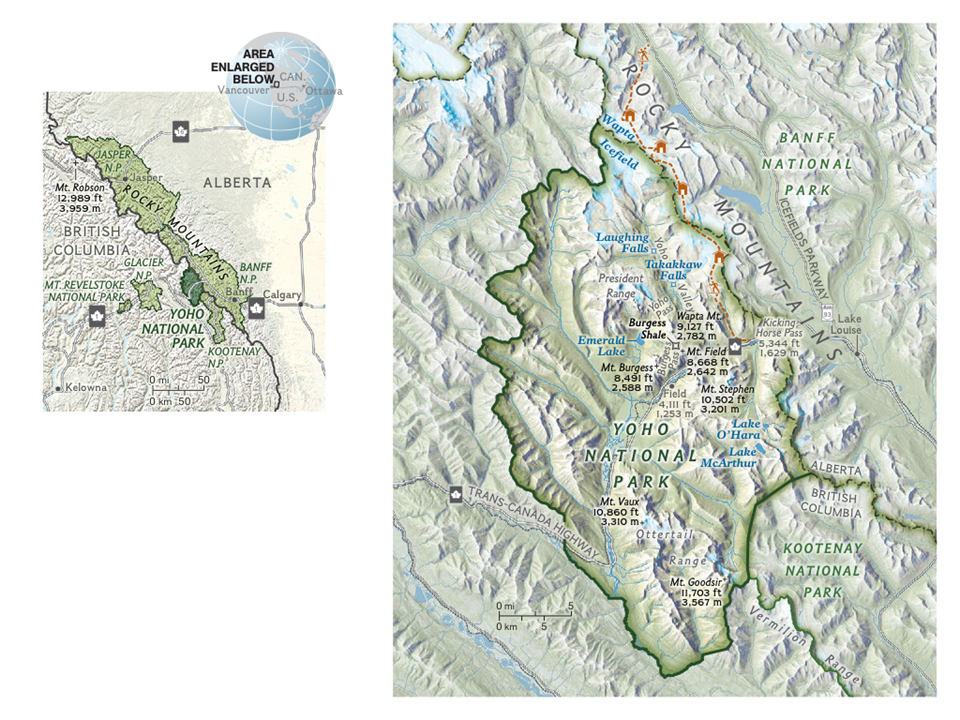 AREA
ENLARGED
BELOW
CAN.
Vancouver
Ottawa
U.S.
JASPER
N.P.
Jasper
Mt. Robson
12,989 ft
3,959 m
ROCKY MOUNTAINS
ALBERTA
BRITISH
COLUMBIA
GLACIER
N.P.
MT. REVELSTOKE
NATIONAL PARK
BANFF
N.P.
Banff
Calgary
YOHO
NATIONAL
PARK
KOOTENAY
N.P.
Kelowna
0 mi 50
0 km 50
ROCKY MOUNTAINS
Wapta
Icefield
BANFF
NATIONAL
PARK
ICEFIELDS PARKWAY
93
Lake
Louise
Laughing
Falls
Yoho Valley
Takakkaw
Falls
President
Range
Yoho
Pass
Burgess
Shale
Wapta Mt.
9,127 ft
2,782 m
Kicking
Horse Pass
5,344 ft
1,629 m
Emerald
Lake
Burgess
Pass
Mt. Field
8,668 ft
2,642 m
Mt. Burgess
8,491 ft
2,588 m
Mt. Stephen
10,502 ft
3,201 m
Field
4,111 ft
1,253 m
YOHO
NATIONAL
PARK
Lake
O'Hara
Lake
McArthur
ALBERTA
BRITISH
COLUMBIA
TRANS-CANADA HIGHWAY
Mt. Vaux
10,860 ft
3,310 m
Ottertail
Range
KOOTENAY
NATIONAL
PARK
Mt. Goodsir
11,703 ft
3,567 m
0 mi 5
0 km 5
Vermilion
Range